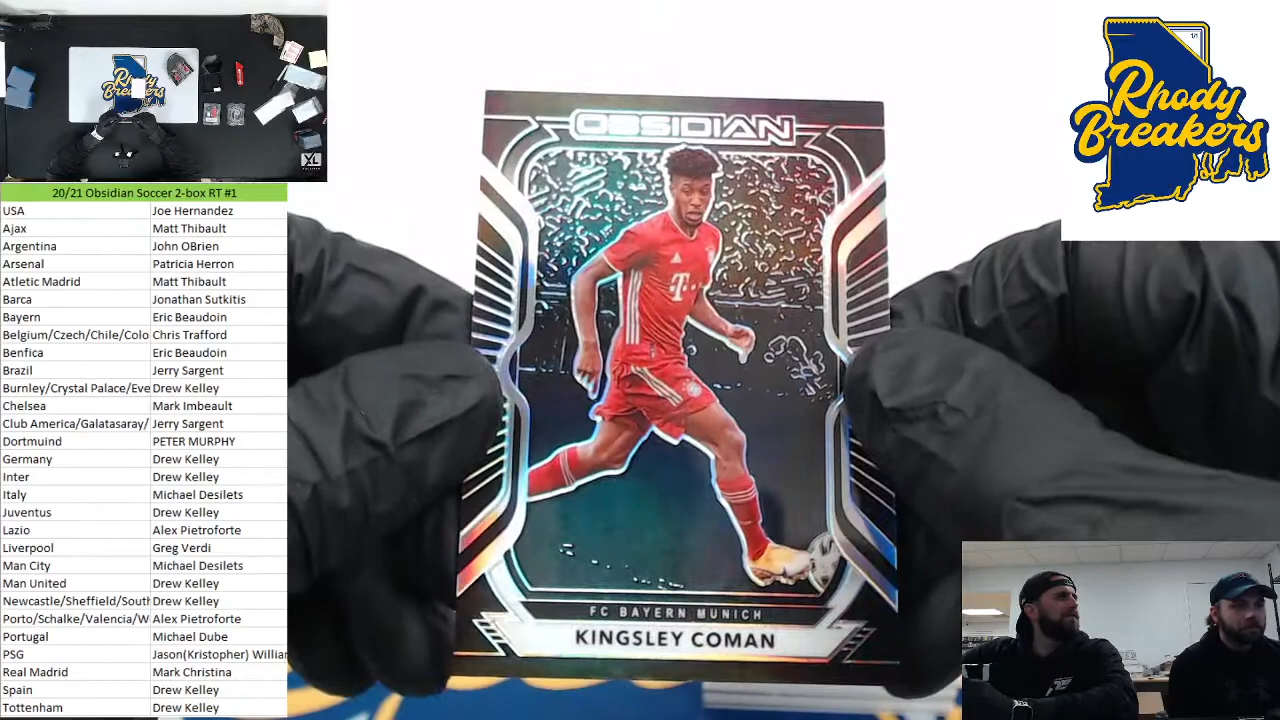 XL
20/21 Obsidian Soccer 2-box RT #1
USA Joe Hernandez
Ajax Matt Thibault
Argentina John OBrien
Arsenal Patricia Herron
Atletic Madrid Matt Thibault
Barca Jonathan Sutkitis
Bayern Eric Beaudoin
Belgium/Czech/Chile/Colo Chris Trafford
Benfica Eric Beaudoin
Brazil Jerry Sargent
Burnley/Crystal Palace/Eve Drew Kelley
Chelsea Mark Imbeault
Club America/Galatasaray/ Jerry Sargent
Dortmuind PETER MURPHY
Germany Drew Kelley
Inter Drew Kelley
Italy Michael Desilets
Juventus Drew Kelley
Lazio Alex Pietroforte
Liverpool Greg Verdi
Man City Michael Desilets
Man United Drew Kelley
Newcastle/Sheffield/South Drew Kelley
Porto/Schalke/Valencia/W Alex Pietroforte
Portugal Michael Dube
PSG Jason(Kristopher) Willian
Real Madrid Mark Christina
Spain Drew Kelley
Tottenham Drew Kelley
Rhody
Breakers
OBSIDIAN
T
FC BAYERN MUNICH
KINGSLEY COMAN
1/1
Rhody
Breakers